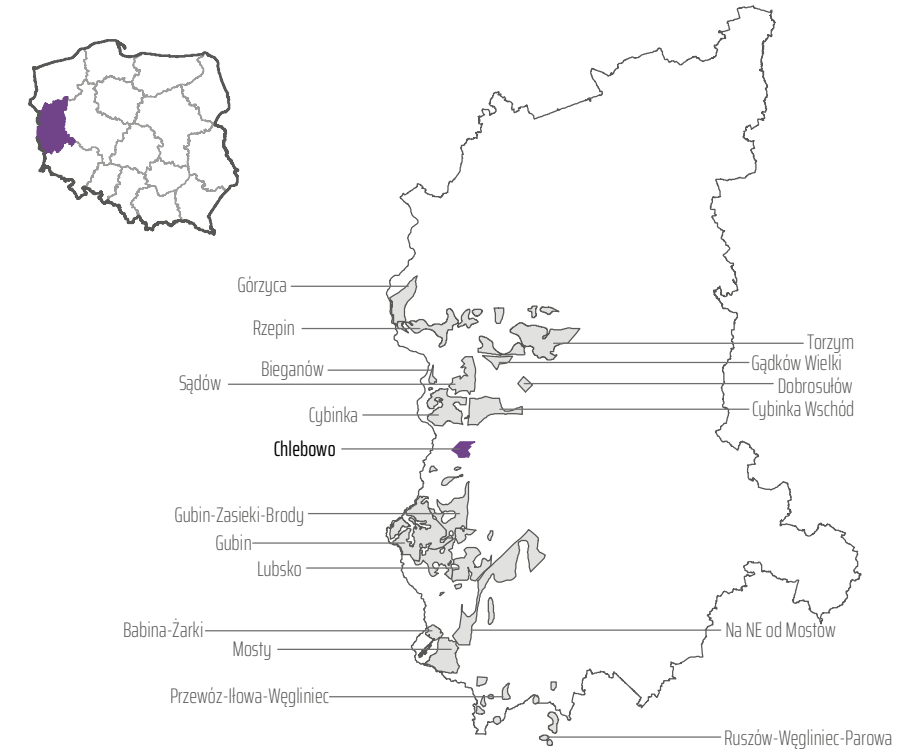 Górzyca
Rzepin
Torzym
Gądków Wielki
Bieganów
Sądów
Dobrosułów
Cybinka
Cybinka Wschód
Chlebowo
Gubin-Zasieki-Brody
Gubin
Lubsko
Babina-Żarki
Na NE od Mostów
Mosty
Przewóz-Iłowa-Węgliniec
Ruszów-Węgliniec-Parowa